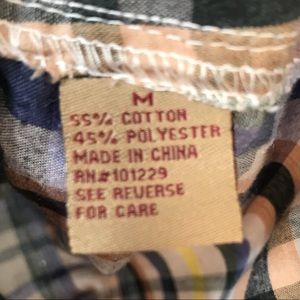 M
55% COTTON
45% POLYESTER
MADE IN CHINA
RN#101229
SEE REVERSE
FOR CARE